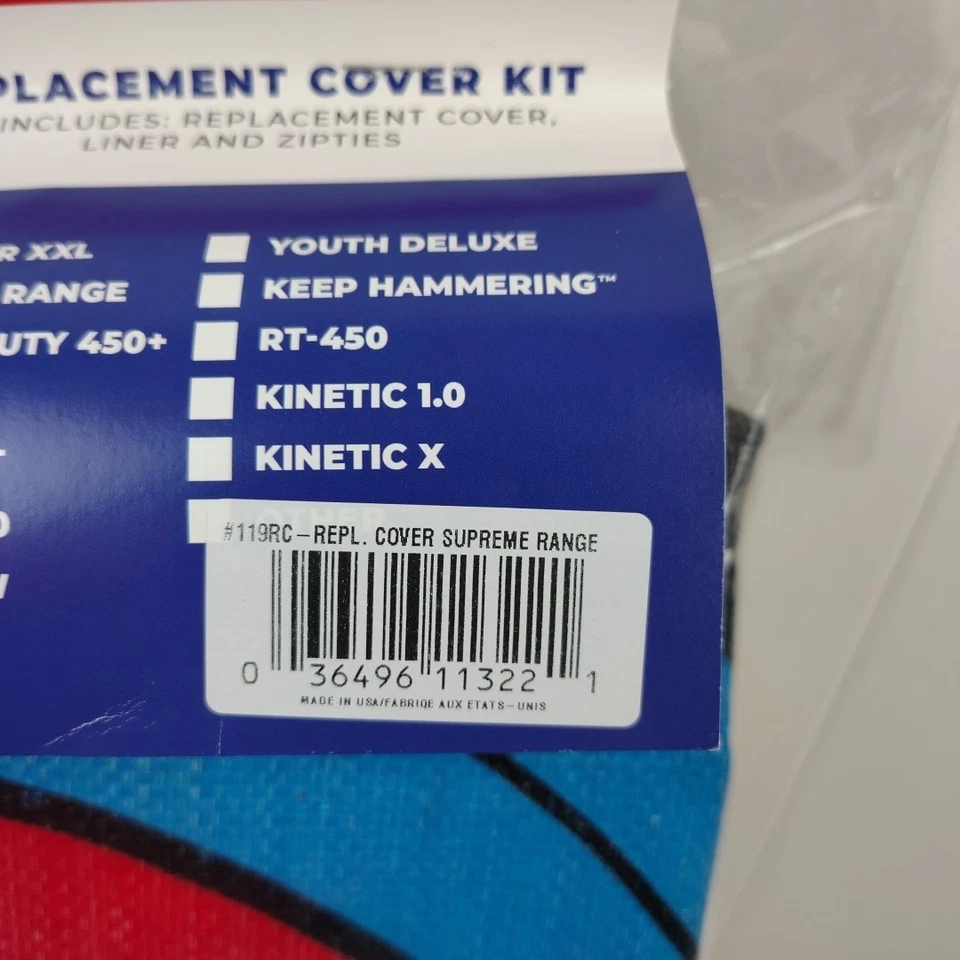 PLACEMENT COVER KIT
INCLUDES: REPLACEMENT COVER,
LINER AND ZIPTIES
R XXL
YOUTH DELUXE
RANGE
KEEP HAMMERING™
UTY 450+
RT-450
KINETIC 1.0
KINETIC X
OTHER
#119RC-REPL. COVER SUPREME RANGE
0 36496 11322 1
MADE IN USA/FABRIQE AUX ETATS-UNIS